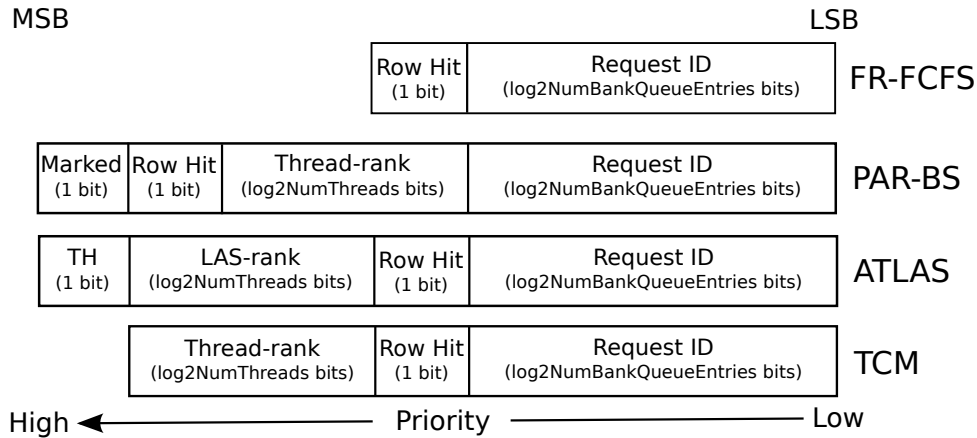 MSB
LSB
Row Hit
(1 bit)
Request ID
(log2NumBankQueueEntries bits)
FR-FCFS
Marked
(1 bit)
Row Hit
(1 bit)
Thread-rank
(log2NumThreads bits)
Request ID
(log2NumBankQueueEntries bits)
PAR-BS
TH
(1 bit)
LAS-rank
(log2NumThreads bits)
Row Hit
(1 bit)
Request ID
(log2NumBankQueueEntries bits)
ATLAS
Thread-rank
(log2NumThreads bits)
Row Hit
(1 bit)
Request ID
(log2NumBankQueueEntries bits)
TCM
High
Priority
Low